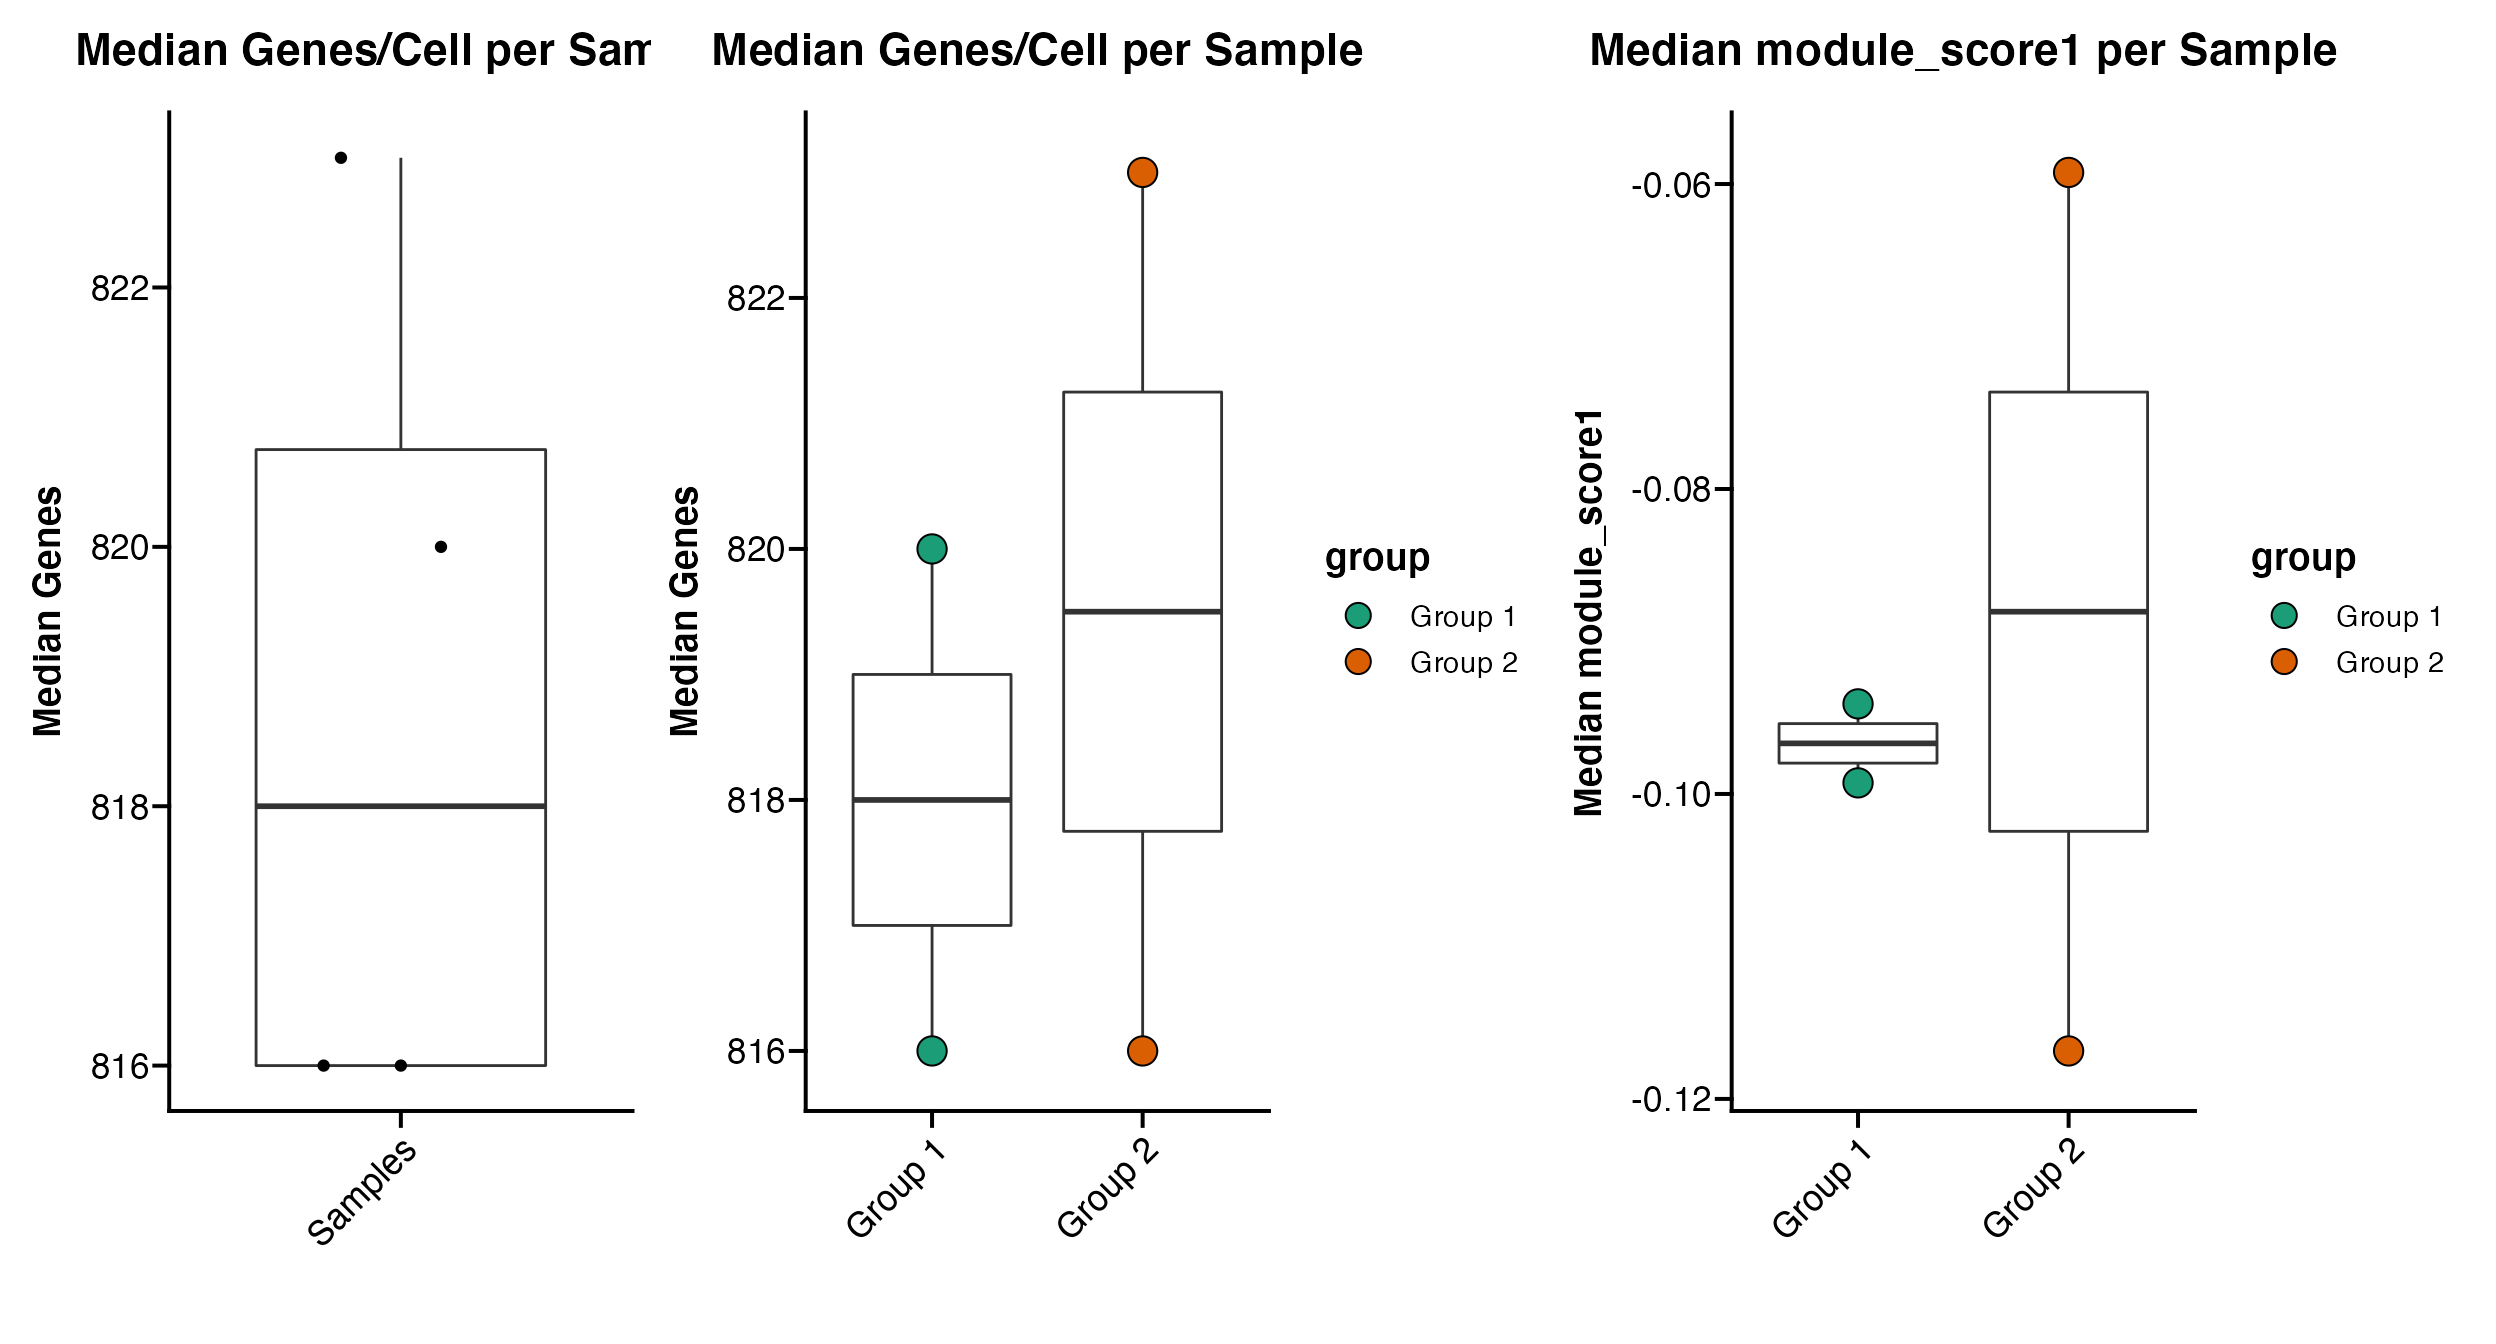 Median Genes/Cell per Sam
Median Genes
822
820
818
816
Samples
Median Genes/Cell per Sample
Median Genes
822
820
818
816
Group 1
Group 2
group
Group 1
Group 2
Median module_score1 per Sample
Median module_score1
-0.06
-0.08
-0.10
-0.12
Group 1
Group 2
group
Group 1
Group 2